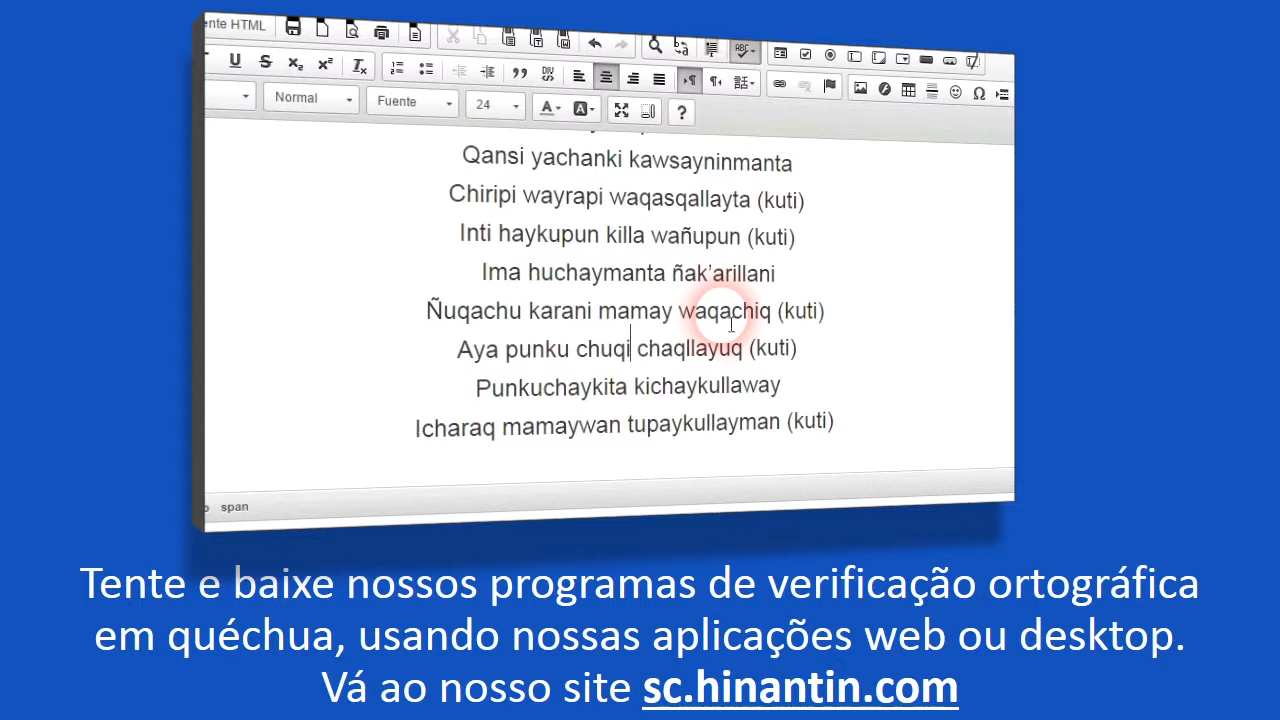 ente HTML
Normal Fuente 24
Qansi yachanki kawsayninmanta
Chiripi wayrapi waqasqallayta (kuti)
Inti haykupun killa wañupun (kuti)
Ima huchaymanta ñak’arillani
Ñuqachu karani mamay waqachiq (kuti)
Aya punku chuqi chaqllayuq (kuti)
Punkuchaykita kichaykullaway
Icharaq mamaywan tupaykullayman (kuti)
span
Tente e baixe nossos programas de verificação ortográfica
em quéchua, usando nossas aplicações web ou desktop.
Vá ao nosso site sc.hinantin.com